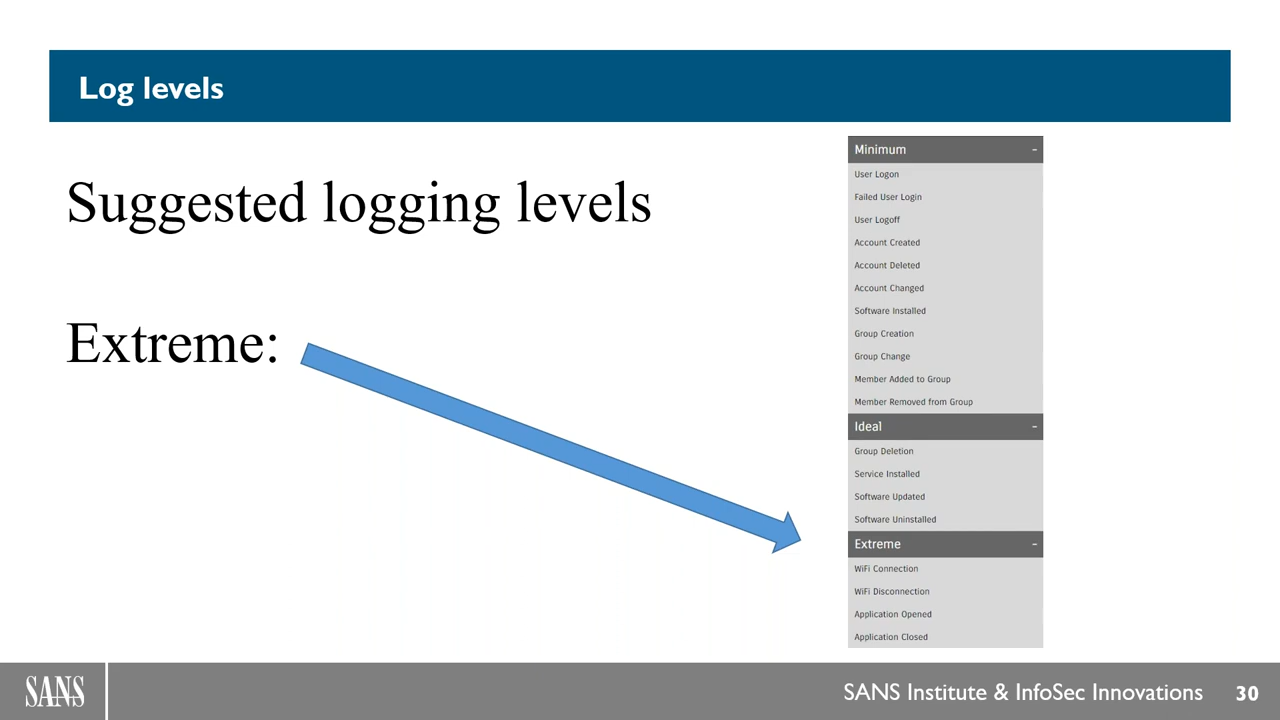 Log levels
Suggested logging levels
Extreme:
Minimum -
User Logon
Failed User Login
User Logoff
Account Created
Account Deleted
Account Changed
Software Installed
Group Creation
Group Change
Member Added to Group
Member Removed from Group
Ideal -
Group Deletion
Service Installed
Software Updated
Software Uninstalled
Extreme -
WiFi Connection
WiFi Disconnection
Application Opened
Application Closed
SANS
SANS Institute & InfoSec Innovations 30